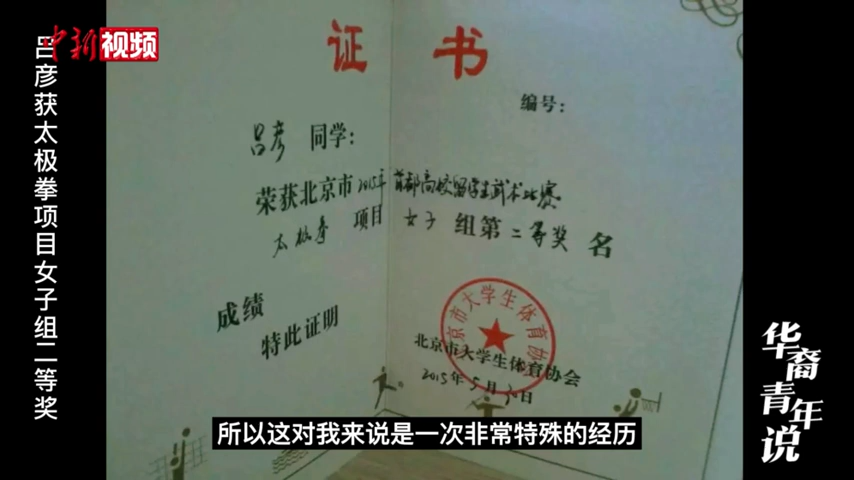 中新视频
吕彦获太极拳项目女子组二等奖
证书
编号：
吕彦 同学：
荣获北京市2015年首都高校留学生武术比赛
太极拳 项目 女子 组第二等奖名
成绩
特此证明
北京市大学生体育协会
北京市大学生体育协会
2015年5月30日
所以这对我来说是一次非常特殊的经历
华裔青年说